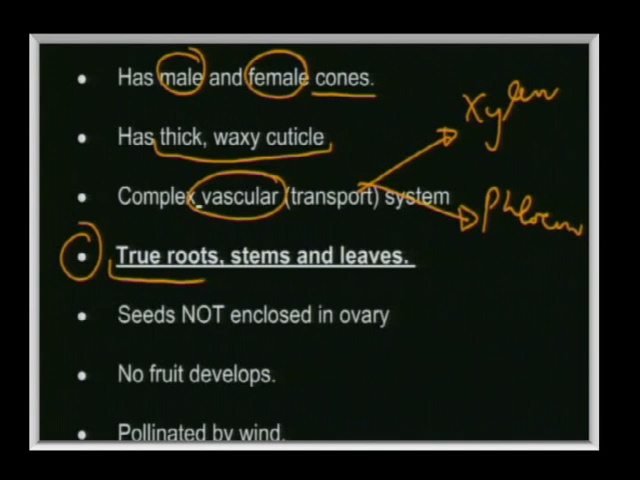 • Has male and female cones.
• Has thick, waxy cuticle
Xylem
• Complex vascular (transport) system
Phloem
• True roots, stems and leaves.
• Seeds NOT enclosed in ovary
• No fruit develops.
• Pollinated by wind.